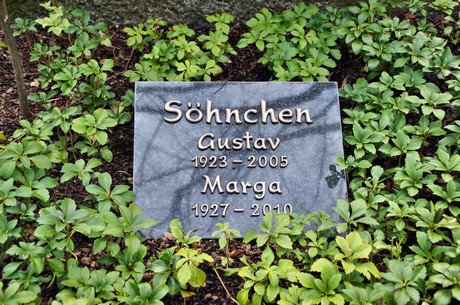 Söhnchen
Gustav
1923 – 2005
Marga
1927 – 2010